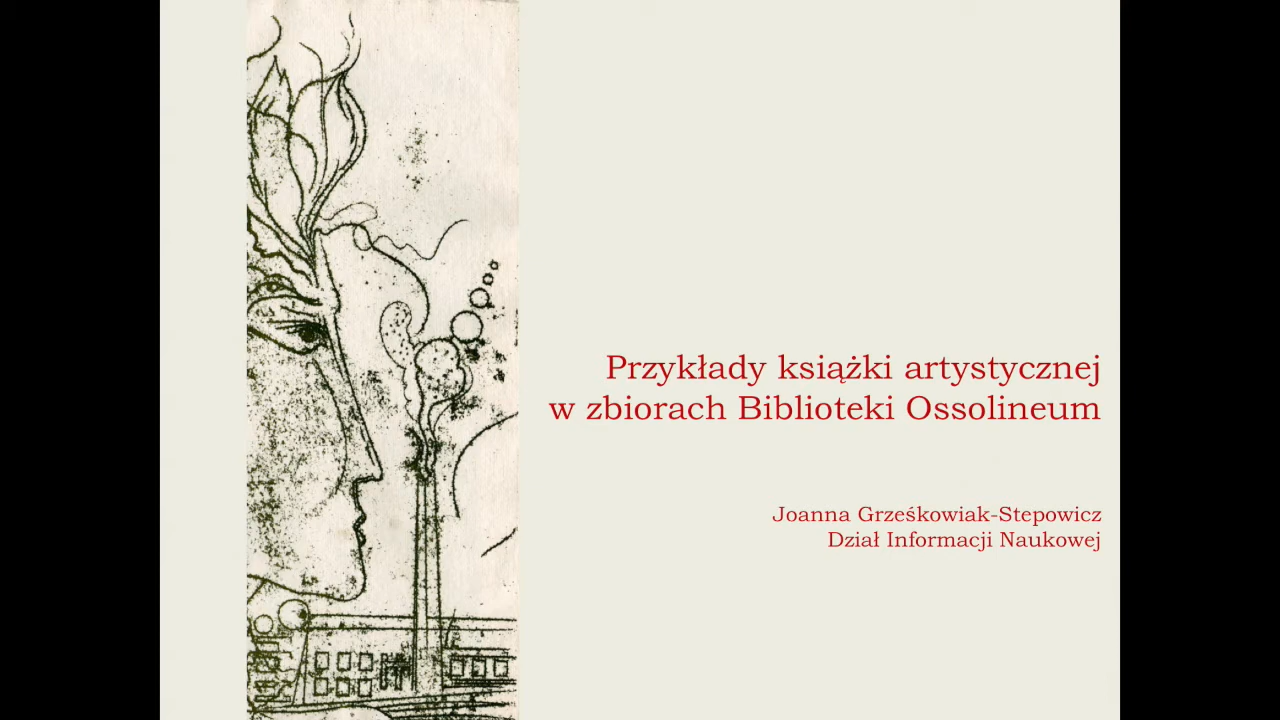 Przykłady książki artystycznej
w zbiorach Biblioteki Ossolineum
Joanna Grześkowiak-Stepowicz
Dział Informacji Naukowej